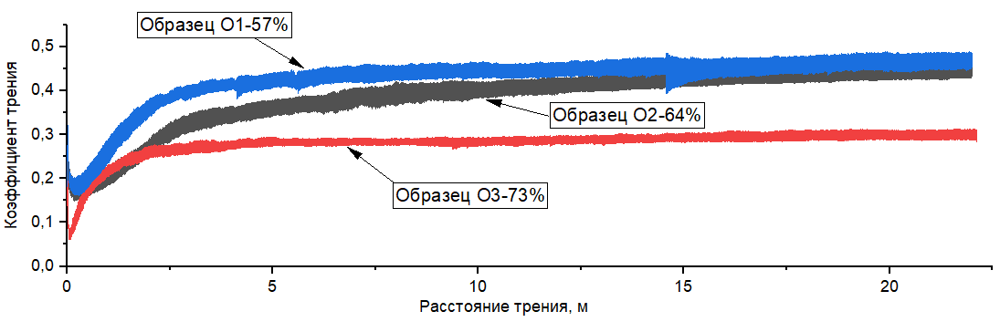 Образец О1-57%
0,5
0,4
Образец О2-64%
0,3
0,2
Образец О3-73%
0,1
0,0
Коэффициент трения
0 5 10 15 20
Расстояние трения, м